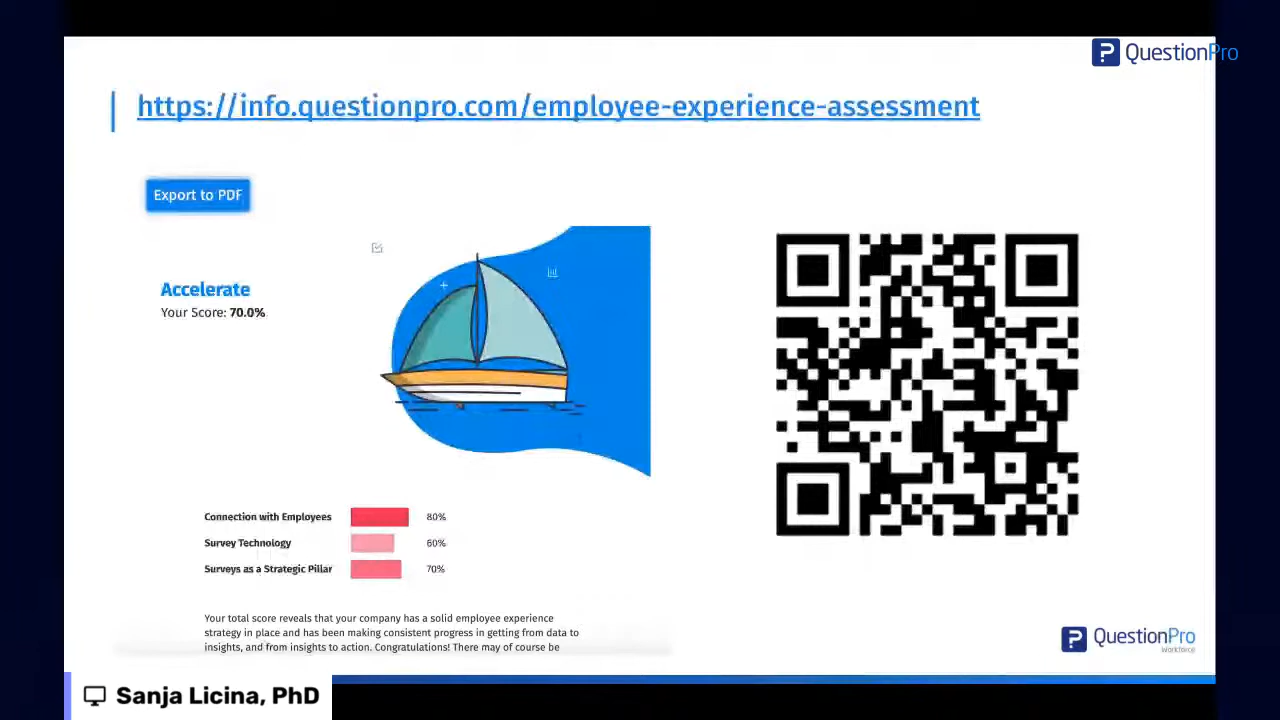 QuestionPro
https://info.questionpro.com/employee-experience-assessment
Export to PDF
Accelerate
Your Score: 70.0%
Connection with Employees 80%
Survey Technology 60%
Surveys as a Strategic Pillar 70%
Your total score reveals that your company has a solid employee experience
strategy in place and has been making consistent progress in getting from data to
insights, and from insights to action. Congratulations! There may of course be
QuestionPro
Workforce
Sanja Licina, PhD